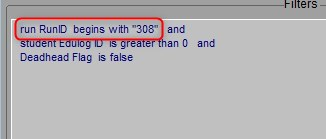 Filters
run RunID begins with "308" and
student Edulog ID is greater than 0 and
Deadhead Flag is false